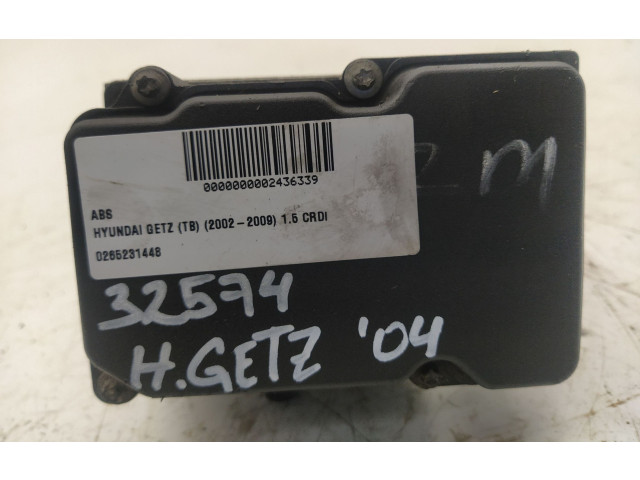 0000000002436339
ABS
HYUNDAI GETZ (TB) (2002-2009) 1.5 CRDI
0265231448
M
32574
H.GETZ '04